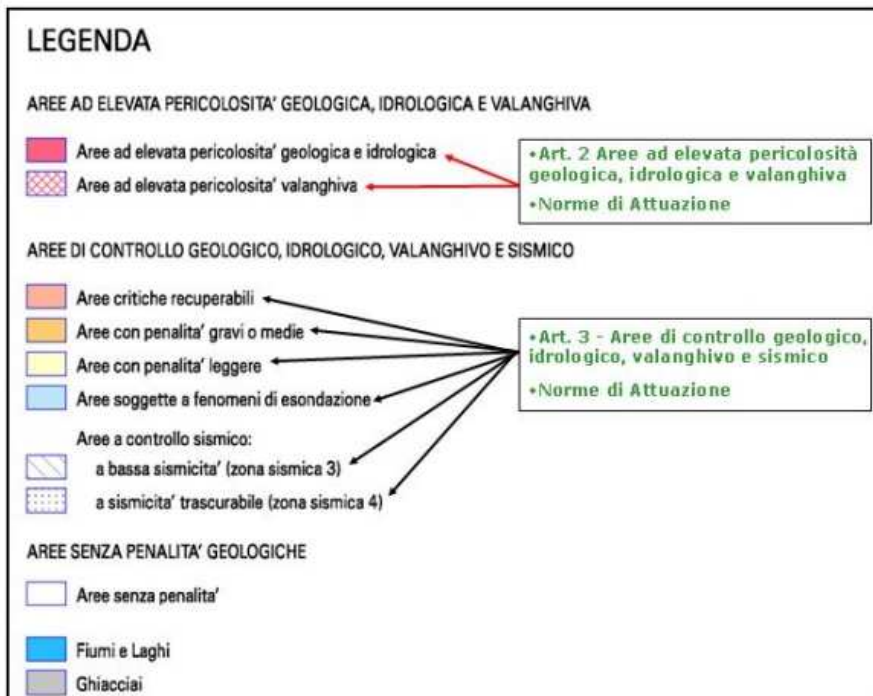 LEGENDA
AREE AD ELEVATA PERICOLOSITA' GEOLOGICA, IDROLOGICA E VALANGHIVA
Aree ad elevata pericolosita' geologica e idrologica
Aree ad elevata pericolosita' valanghiva
•Art. 2 Aree ad elevata pericolosità
geologica, idrologica e valanghiva
•Norme di Attuazione
AREE DI CONTROLLO GEOLOGICO, IDROLOGICO, VALANGHIVO E SISMICO
Aree critiche recuperabili
Aree con penalita' gravi o medie
Aree con penalita' leggere
Aree soggette a fenomeni di esondazione
Aree a controllo sismico:
a bassa sismicita' (zona sismica 3)
a sismicita' trascurabile (zona sismica 4)
•Art. 3 - Aree di controllo geologico,
idrologico, valanghivo e sismico
•Norme di Attuazione
AREE SENZA PENALITA' GEOLOGICHE
Aree senza penalita'
Fiumi e Laghi
Ghiacciai